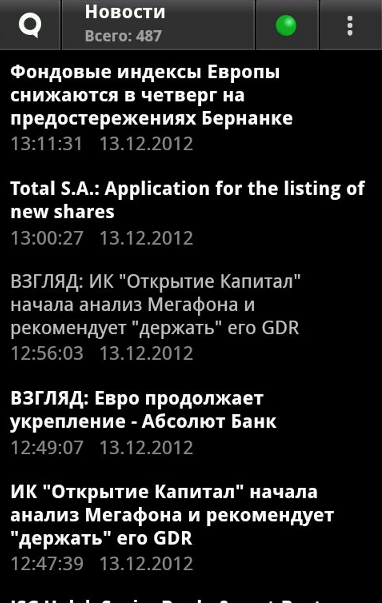 Новости
Всего: 487
Фондовые индексы Европы
снижаются в четверг на
предостережениях Бернанке
13:11:31 13.12.2012
Total S.A.: Application for the listing of
new shares
13:00:27 13.12.2012
ВЗГЛЯД: ИК "Открытие Капитал"
начала анализ Мегафона и
рекомендует "держать" его GDR
12:56:03 13.12.2012
ВЗГЛЯД: Евро продолжает
укрепление - Абсолют Банк
12:49:07 13.12.2012
ИК "Открытие Капитал" начала
анализ Мегафона и рекомендует
"держать" его GDR
12:47:39 13.12.2012